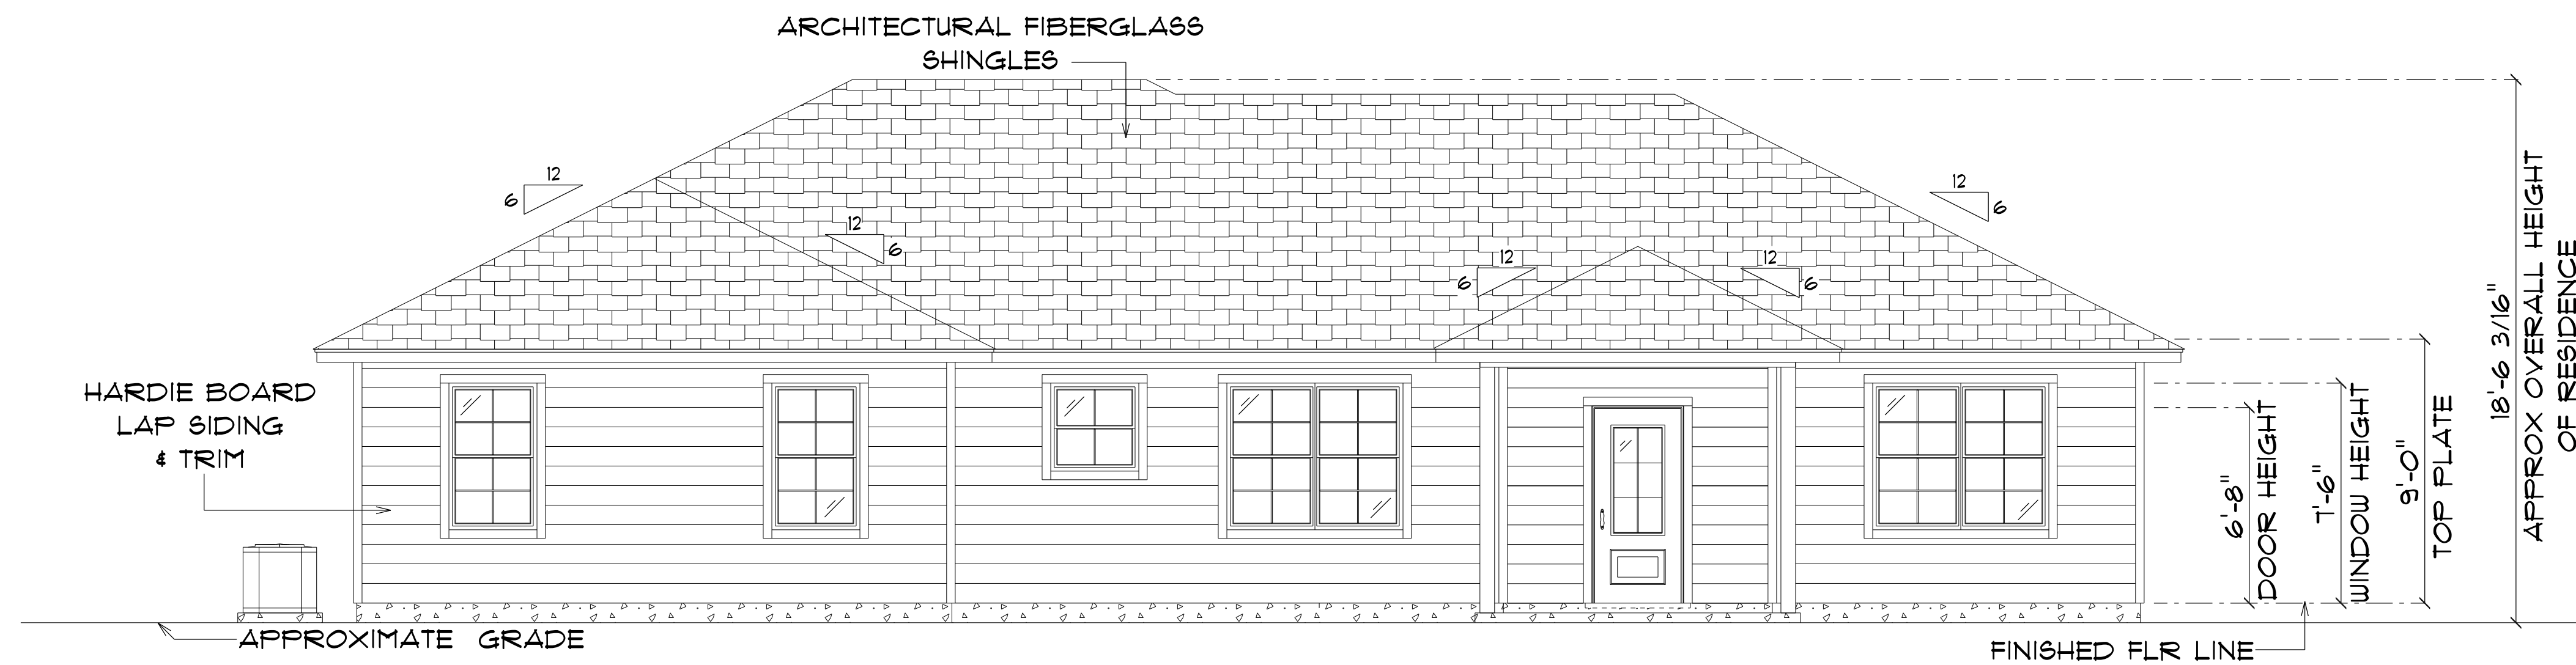 ARCHITECTURAL FIBERGLASS
SHINGLES
12
6
12
6
12
6
12
6
12
6
HARDIE BOARD
LAP SIDING
& TRIM
APPROXIMATE GRADE
FINISHED FLR LINE
6'-8"
DOOR HEIGHT
7'-6"
WINDOW HEIGHT
9'-0"
TOP PLATE
18'-6 3/16"
APPROX OVERALL HEIGHT
OF RESIDENCE